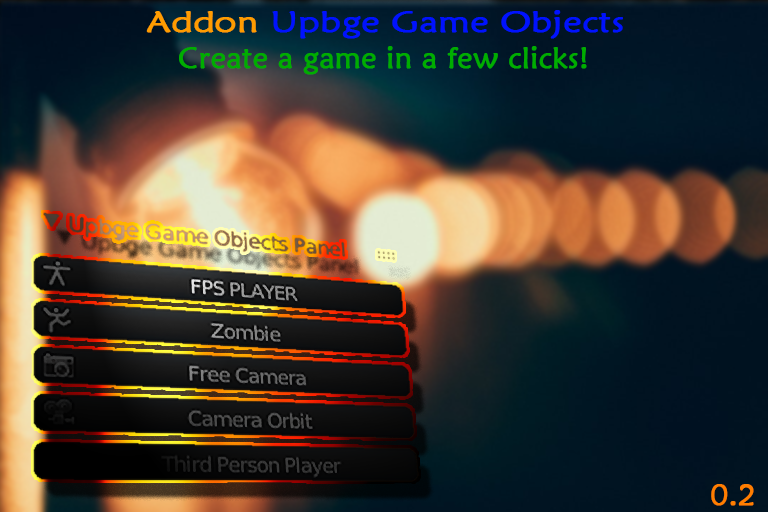 Addon Upbge Game Objects
Create a game in a few clicks!
Upbge Game Objects Panel
FPS PLAYER
Zombie
Free Camera
Camera Orbit
Third Person Player
0.2